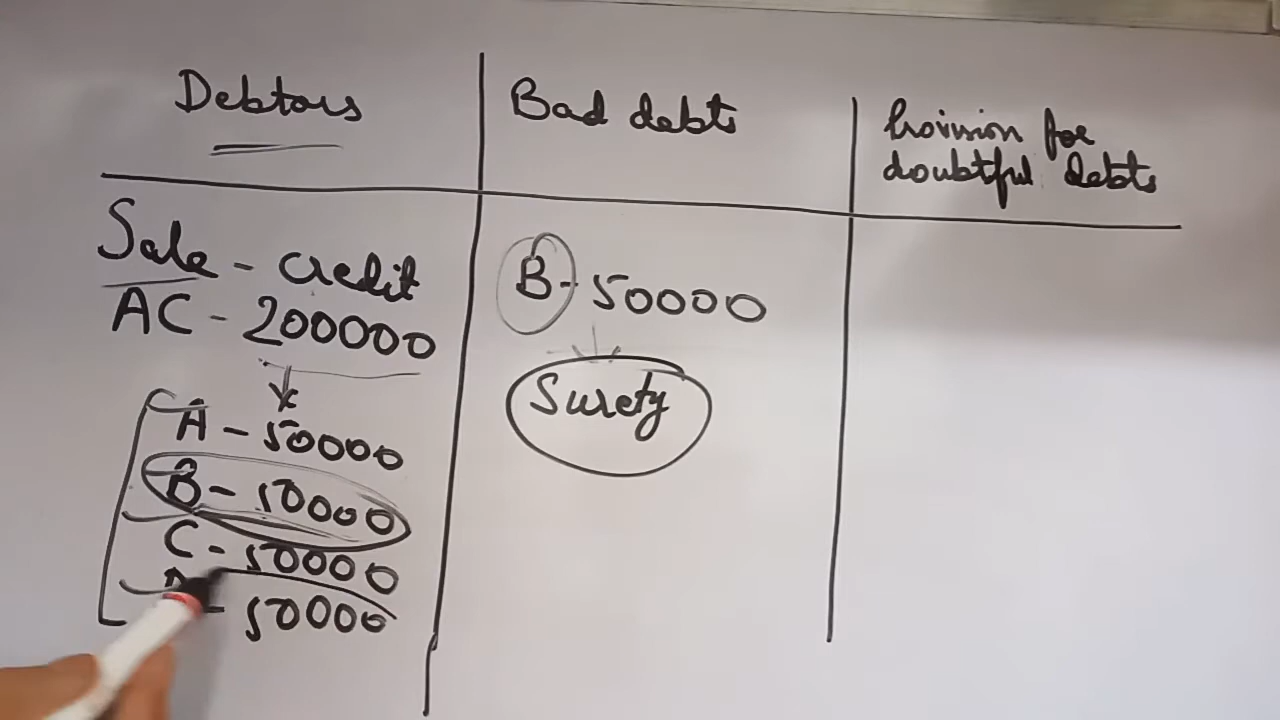 Debtors
Sale - credit
AC - 200000
A - 50000
B - 50000
C - 50000
- 50000
Bad debts
B - 50000
Surety
Provision for
doubtful debts